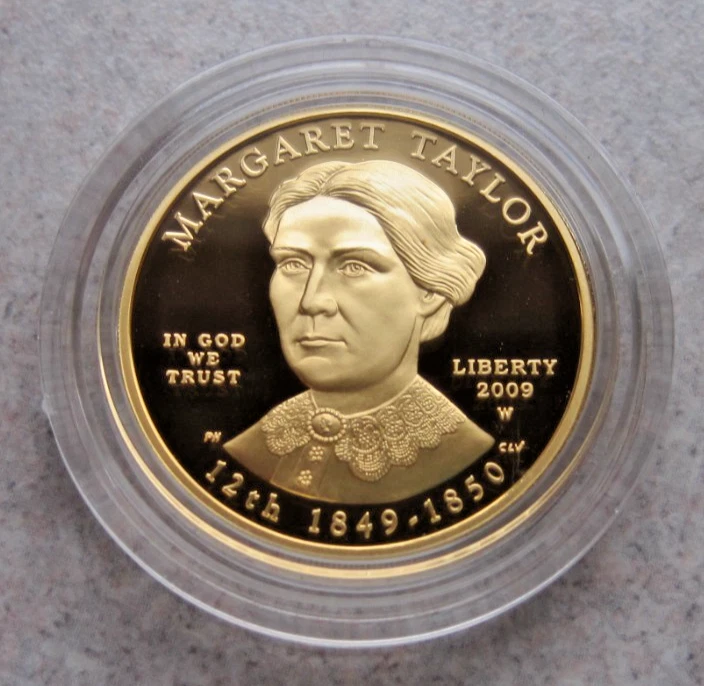 MARGARET TAYLOR
IN GOD
WE
TRUST
LIBERTY
2009
W
PH
CLV
12th 1849-1850